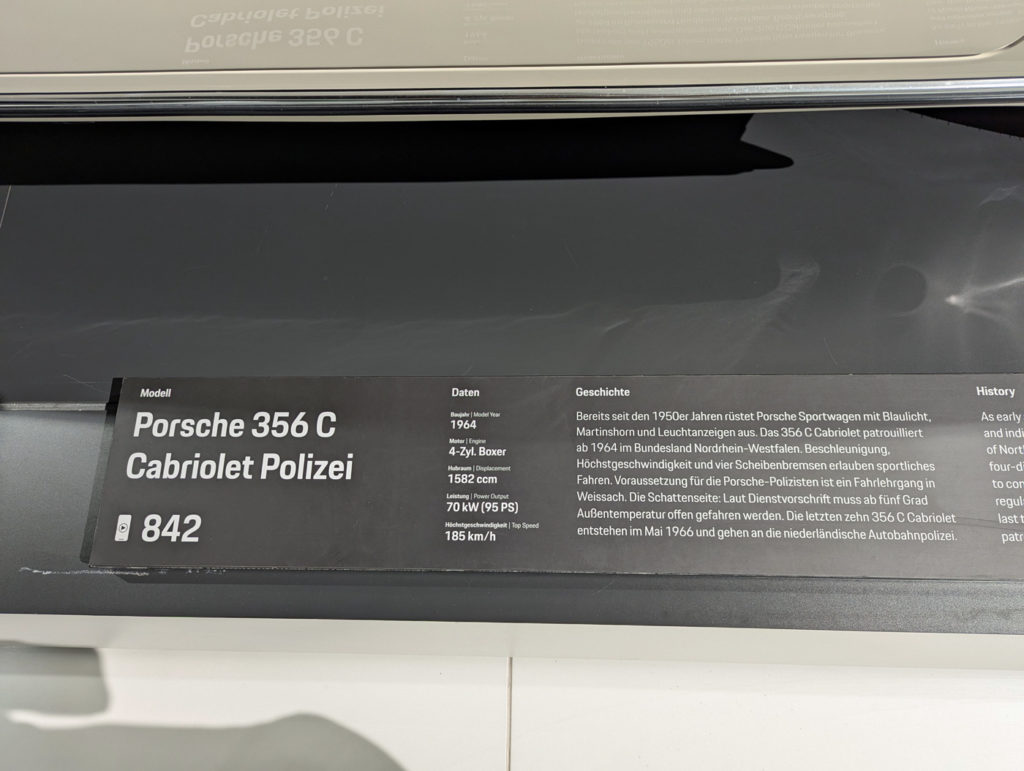 Modell
Porsche 356 C
Cabriolet Polizei
842
Daten
Baujahr | Model Year
1964
Motor | Engine
4-Zyl. Boxer
Hubraum | Displacement
1582 ccm
Leistung | Power Output
70 kW (95 PS)
Höchstgeschwindigkeit | Top Speed
185 km/h
Geschichte
Bereits seit den 1950er Jahren rüstet Porsche Sportwagen mit Blaulicht,
Martinshorn und Leuchtanzeigen aus. Das 356 C Cabriolet patrouilliert
ab 1964 im Bundesland Nordrhein-Westfalen. Beschleunigung,
Höchstgeschwindigkeit und vier Scheibenbremsen erlauben sportliches
Fahren. Voraussetzung für die Porsche-Polizisten ist ein Fahrlehrgang in
Weissach. Die Schattenseite: Laut Dienstvorschrift muss ab fünf Grad
Außentemperatur offen gefahren werden. Die letzten zehn 356 C Cabriolet
entstehen im Mai 1966 und gehen an die niederländische Autobahnpolizei.
History
As early
and indi
of Nort
four-di
to con
regul
last t
patr